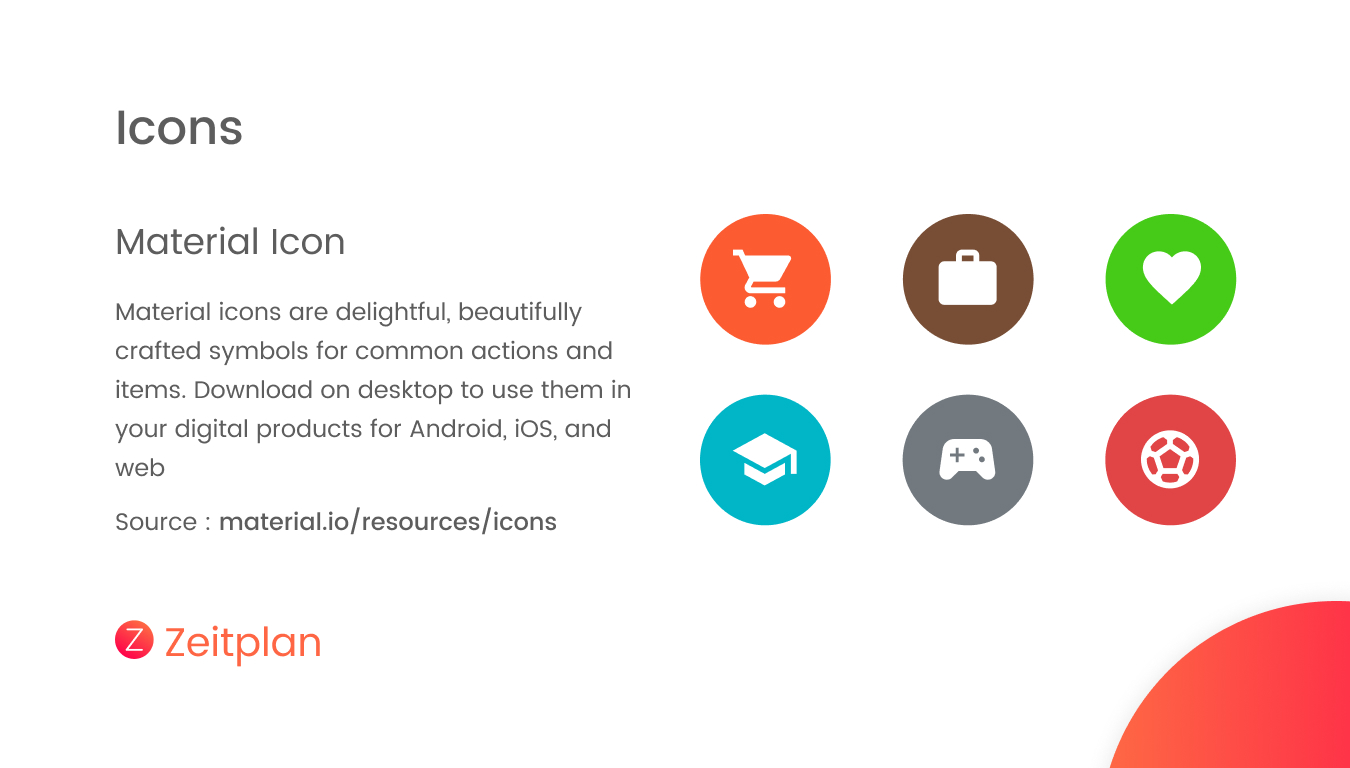 Icons
Material Icon
Material icons are delightful, beautifully
crafted symbols for common actions and
items. Download on desktop to use them in
your digital products for Android, iOS, and
web
Source : material.io/resources/icons
Z Zeitplan